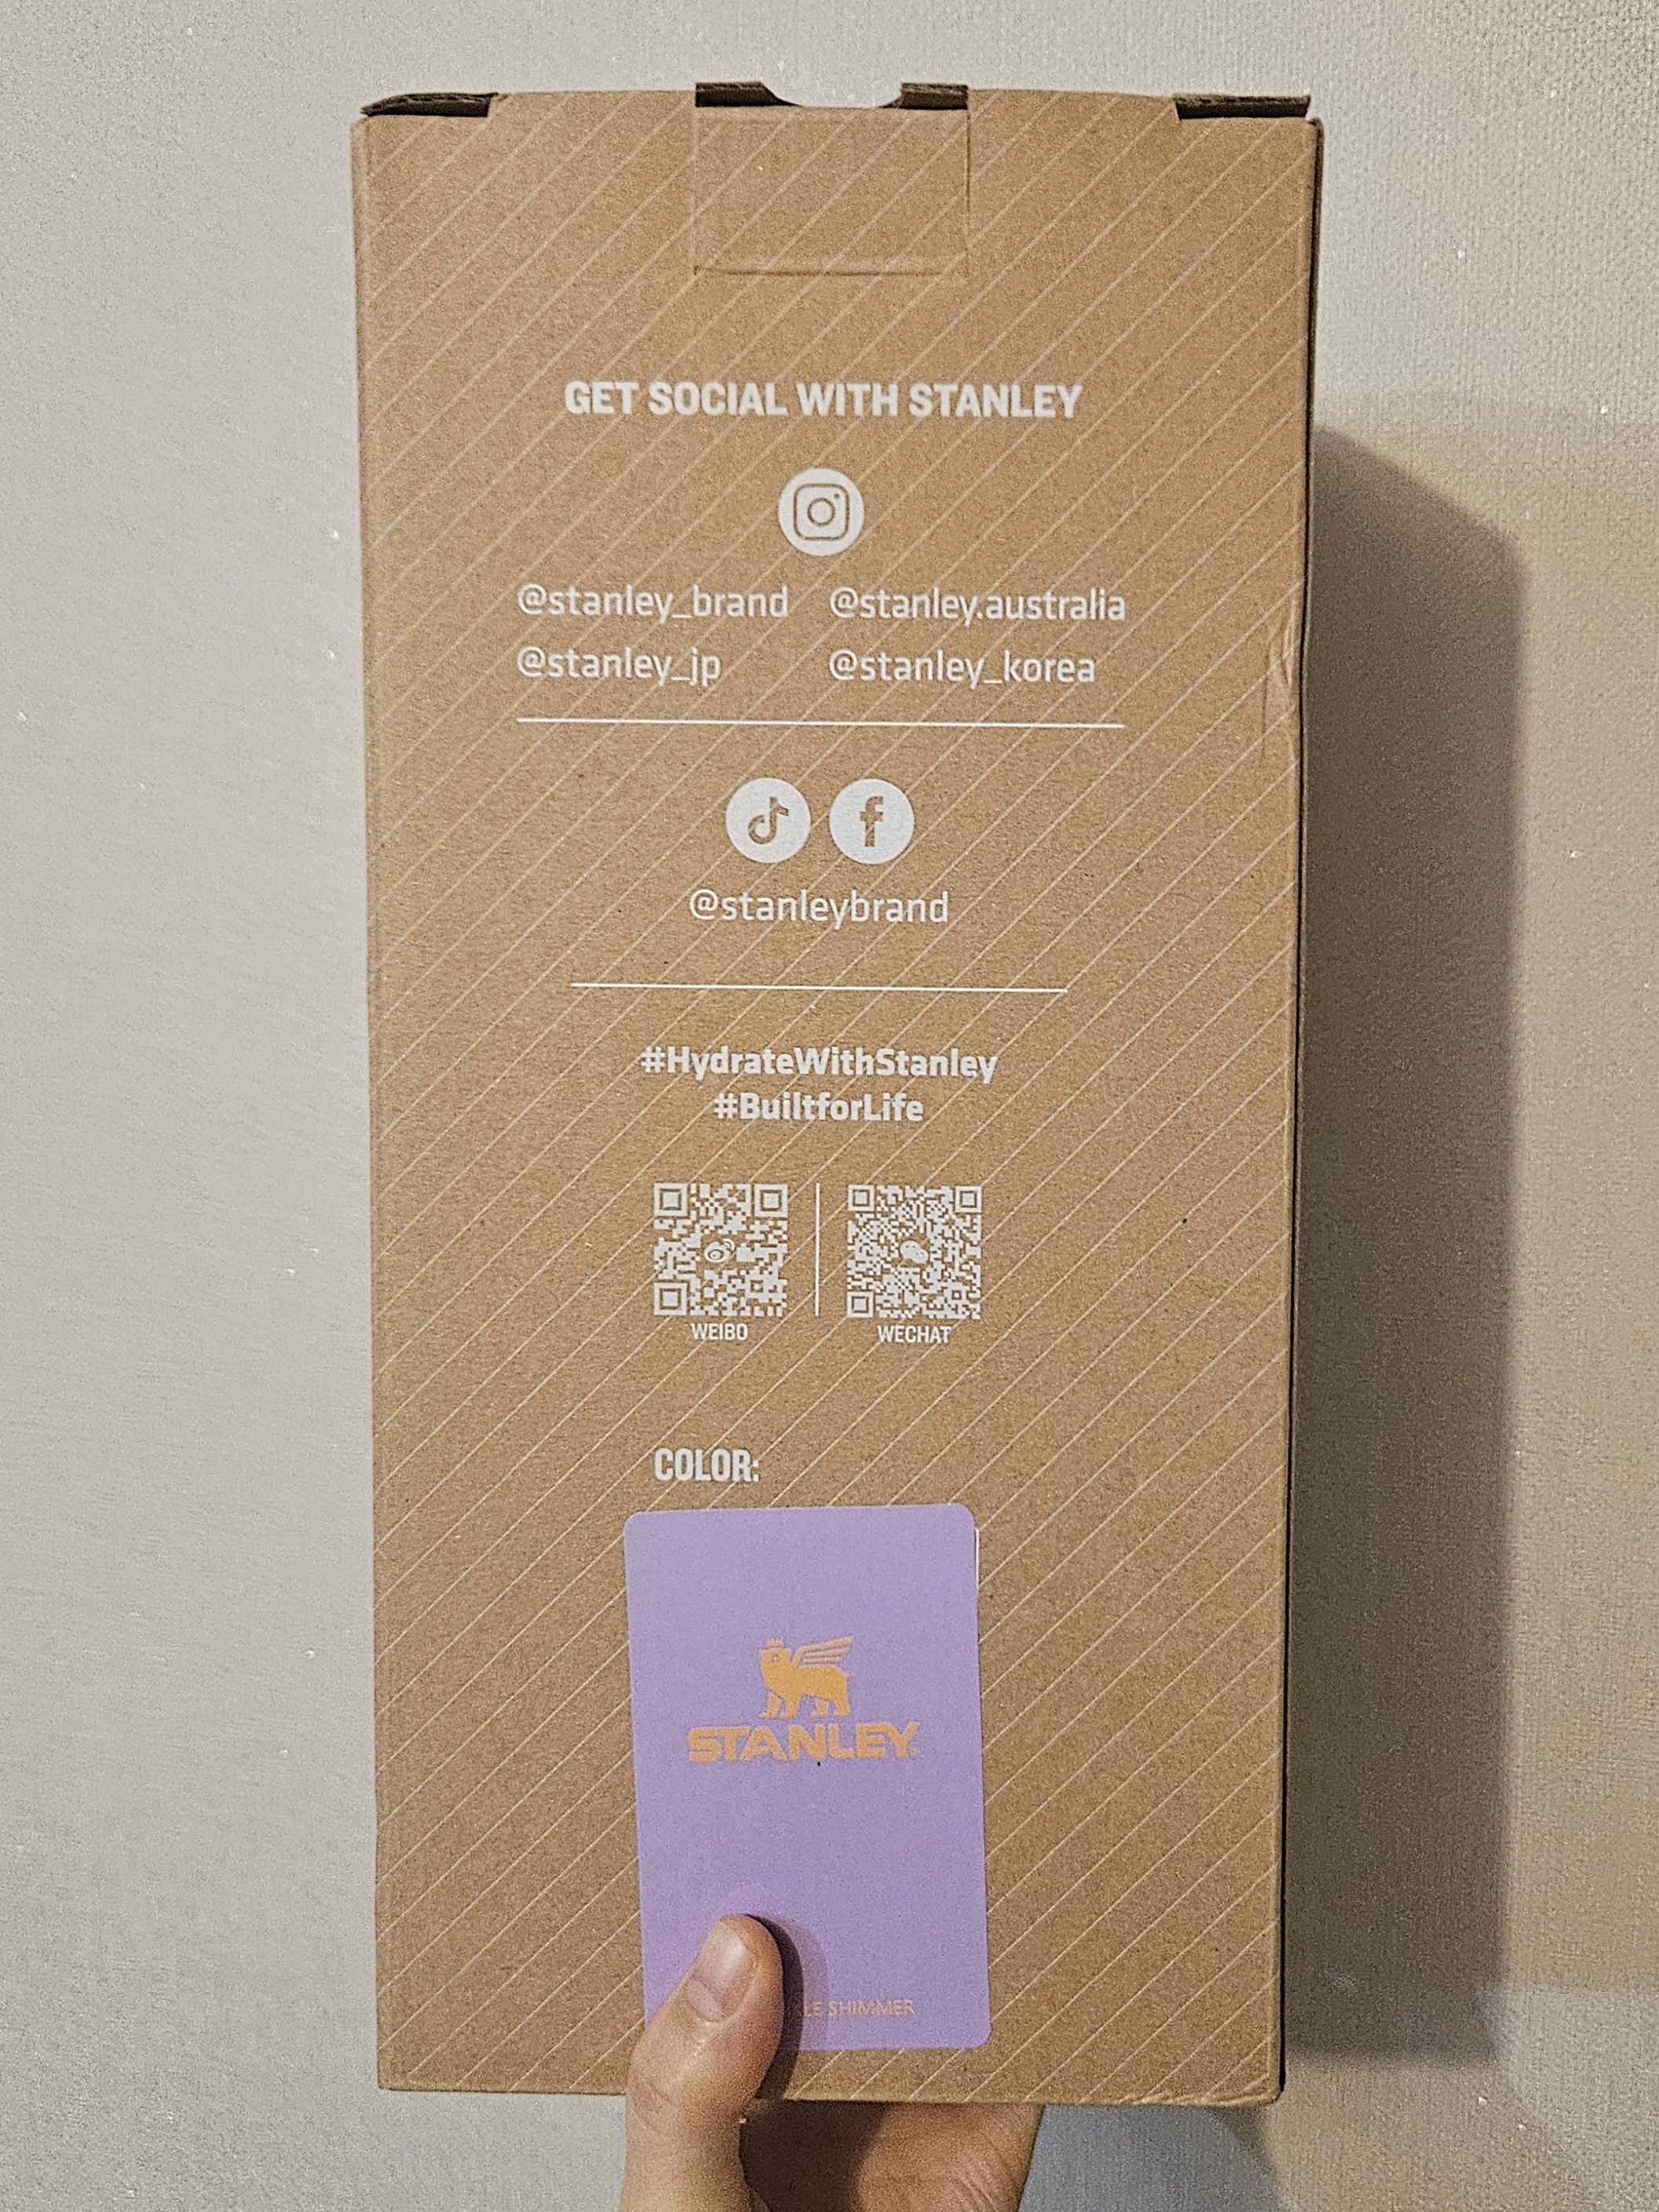 GET SOCIAL WITH STANLEY
@stanley_brand @stanley.australia
@stanley_jp @stanley_korea
@stanleybrand
#HydrateWithStanley
#BuiltforLife
WEIBO WECHAT
COLOR:
STANLEY
SHIMMER